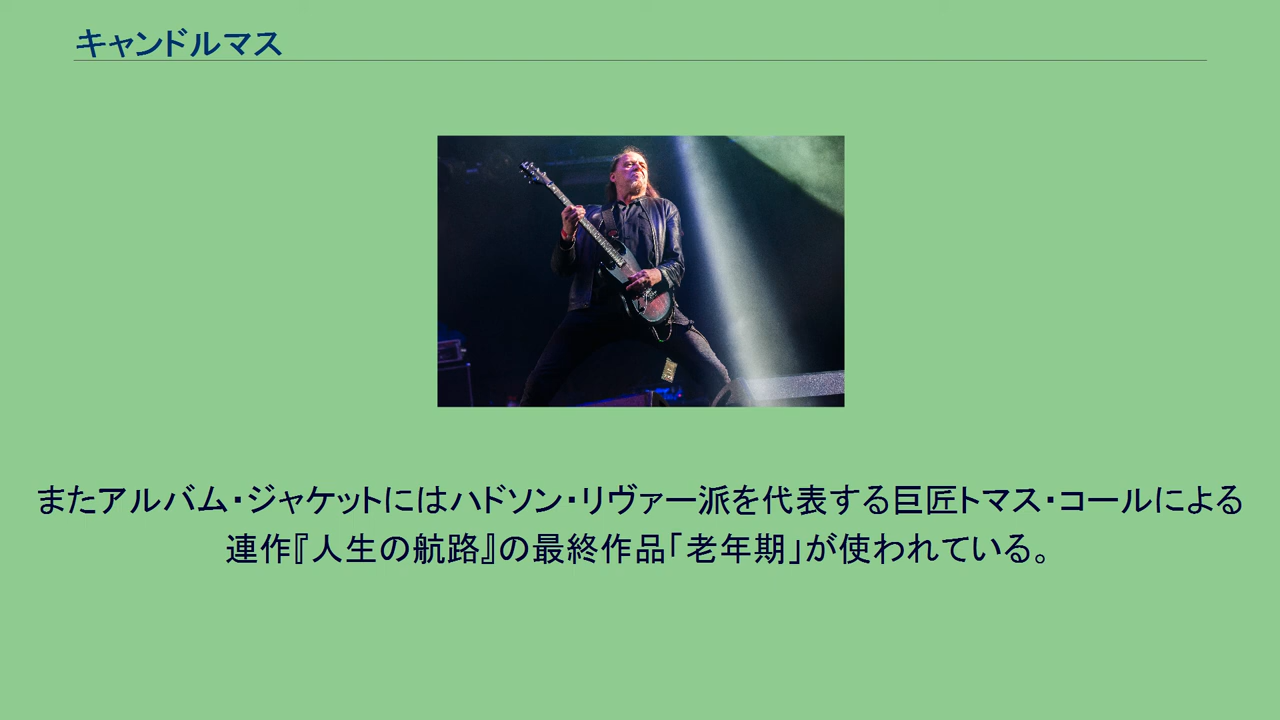 キャンドルマス
またアルバム・ジャケットにはハドソン・リヴァー派を代表する巨匠トマス・コールによる
連作『人生の航路』の最終作品「老年期」が使われている。